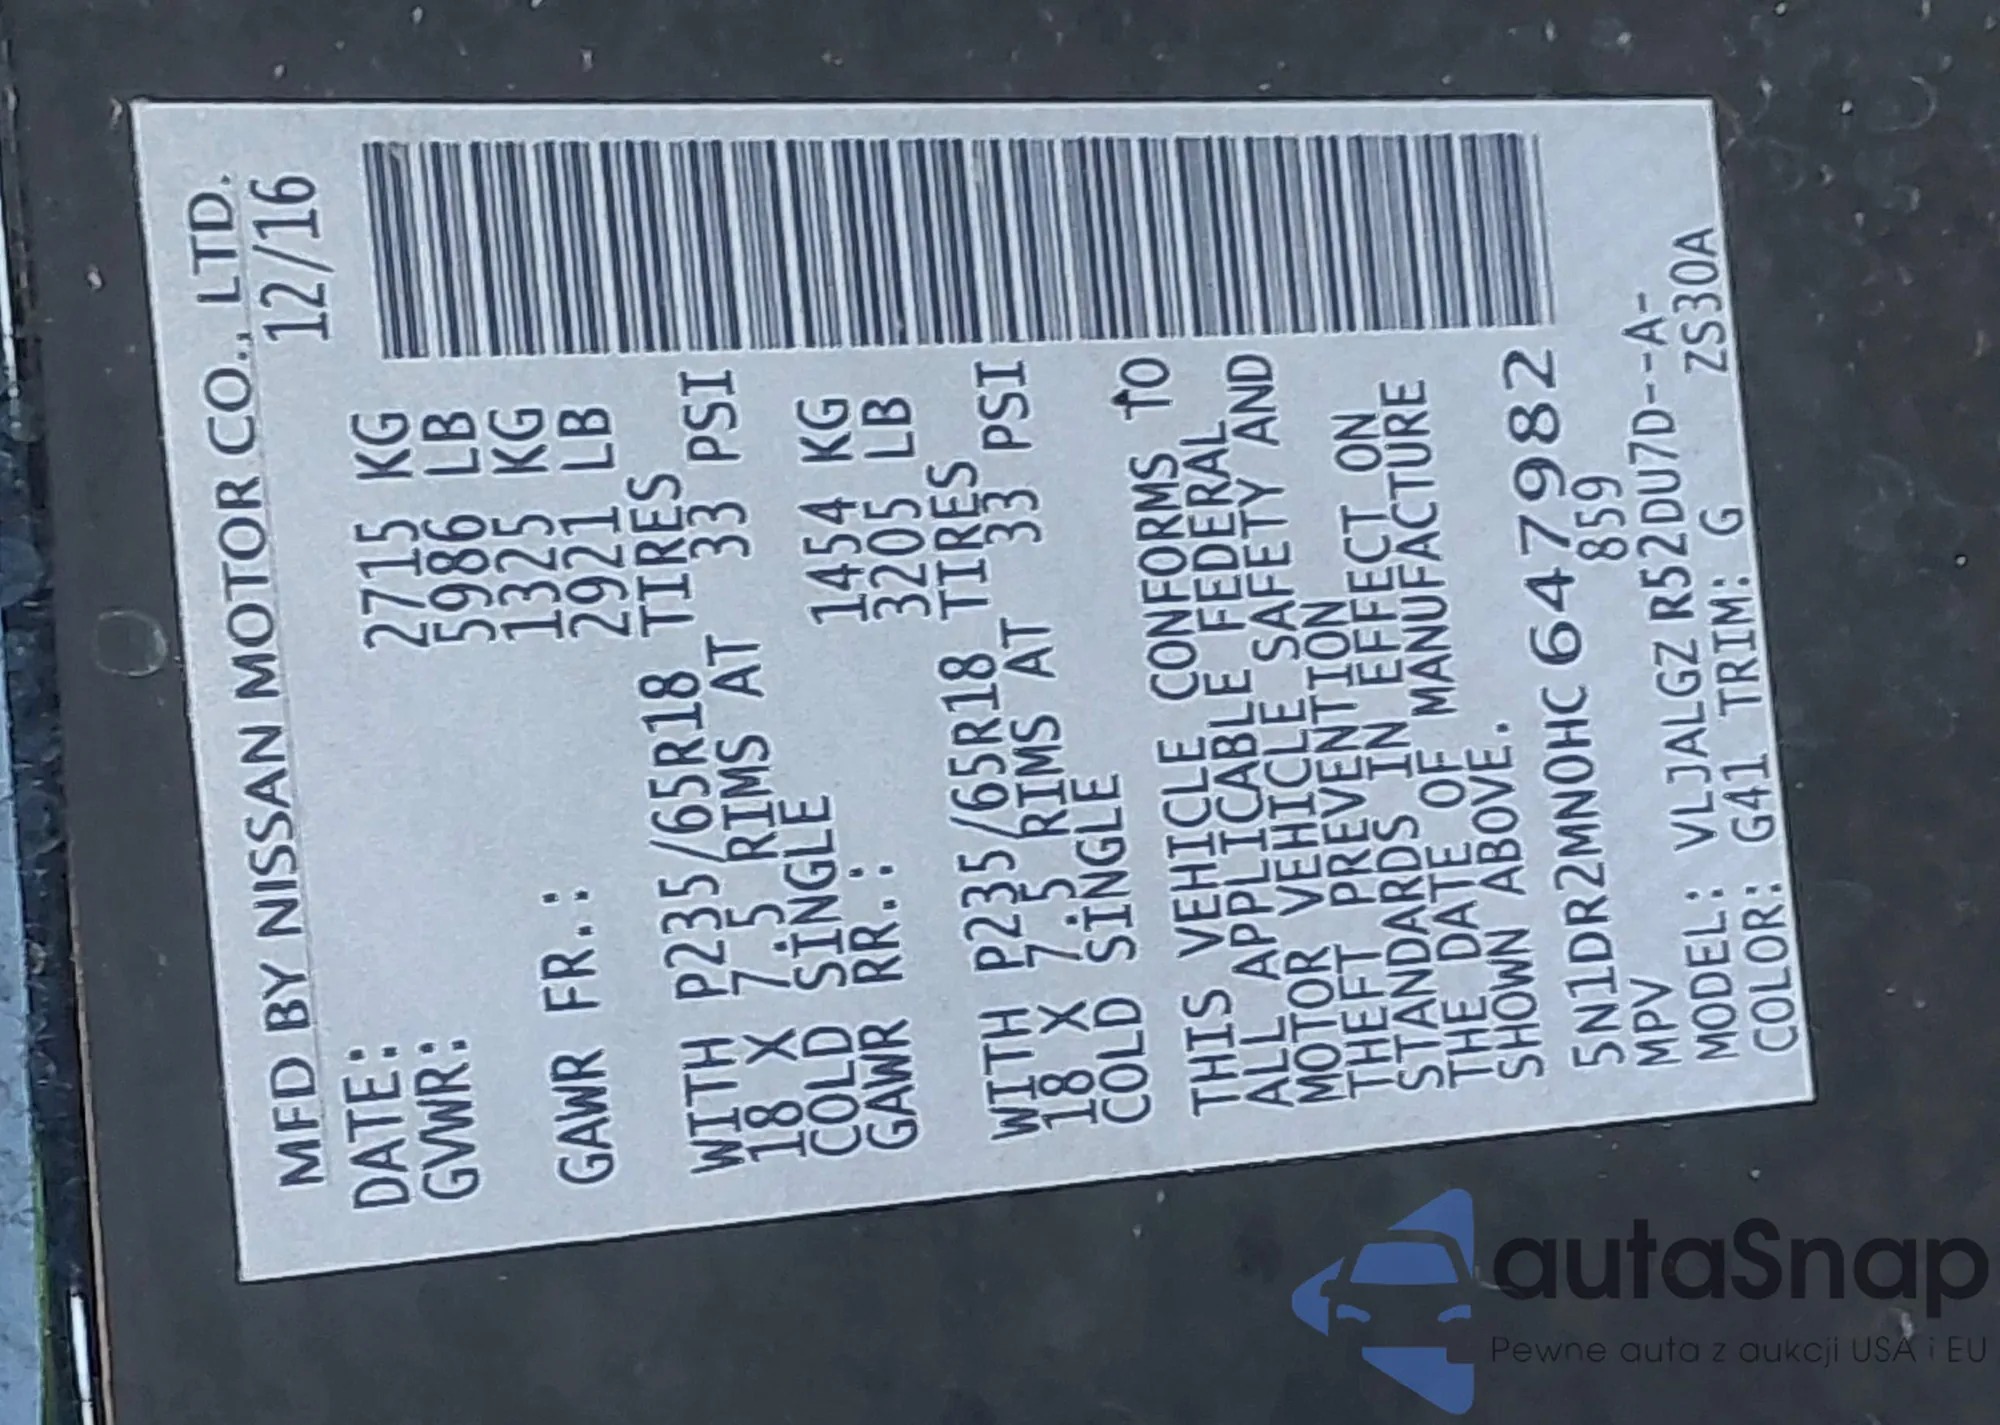 MFD BY NISSAN MOTOR CO., LTD.
DATE: 12/16
GVWR: 2715 KG
5986 LB
GAWR FR.: 1325 KG
2921 LB
WITH P235/65R18 TIRES
18 X 7.5 RIMS AT 33 PSI
COLD SINGLE
GAWR RR.: 1454 KG
3205 LB
WITH P235/65R18 TIRES
18 X 7.5 RIMS AT 33 PSI
COLD SINGLE
THIS VEHICLE CONFORMS TO
ALL APPLICABLE FEDERAL
MOTOR VEHICLE SAFETY AND
THEFT PREVENTION
STANDARDS IN EFFECT ON
THE DATE OF MANUFACTURE
SHOWN ABOVE.
5N1DR2MN0HC647982
MPV 859
MODEL: VLJALGZ R52DU7D--A-
COLOR: G41 TRIM: G ZS30A
autaSnap
Pewne auta z aukcji USA i EU